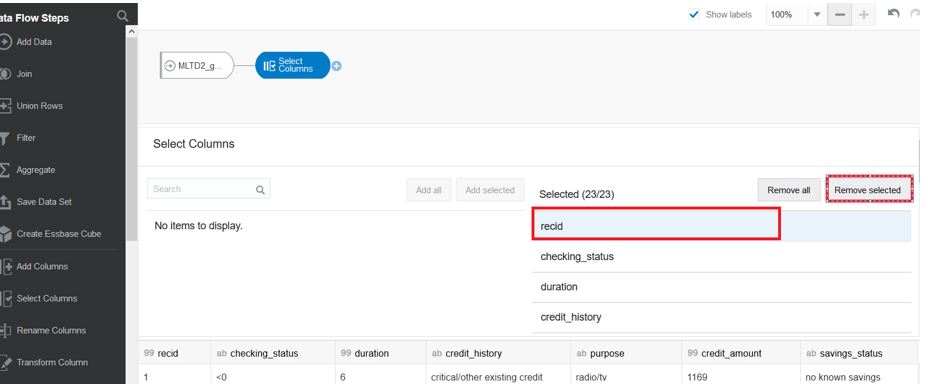 ata Flow Steps
Show labels
100%
Add Data
Join
Union Rows
Filter
Aggregate
Save Data Set
Create Essbase Cube
Add Columns
Select Columns
Rename Columns
Transform Column
MLTD2_g...
Select
Columns
Select Columns
Search
Add all
Add selected
Selected (23/23)
Remove all
Remove selected
No items to display.
recid
checking_status
duration
credit_history
99 recid
ab checking_status
99 duration
ab credit_history
ab purpose
99 credit_amount
ab savings_status
1
<0
6
critical/other existing credit
radio/tv
1169
no known savings